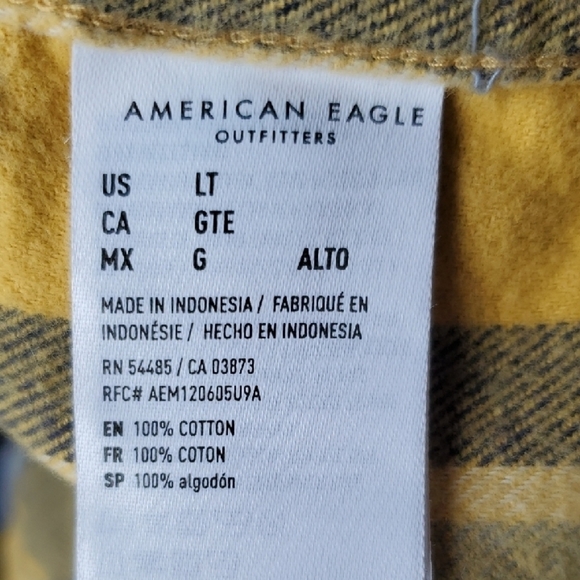 AMERICAN EAGLE
OUTFITTERS
US LT
CA GTE
MX G ALTO
MADE IN INDONESIA / FABRIQUÉ EN
INDONÉSIE / HECHO EN INDONESIA
RN 54485 / CA 03873
RFC# AEM120605U9A
EN 100% COTTON
FR 100% COTON
SP 100% algodón